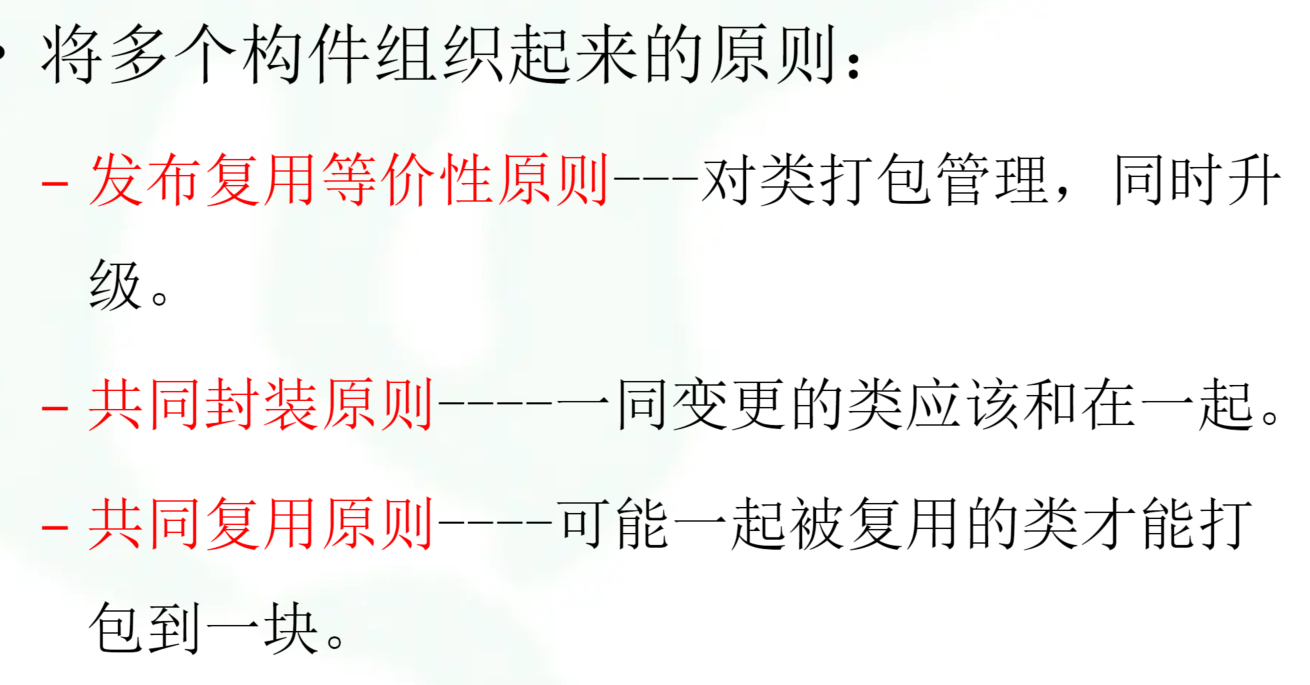 • 将多个构件组织起来的原则：
– 发布复用等价性原则---对类打包管理，同时升
级。
– 共同封装原则----一同变更的类应该和在一起。
– 共同复用原则----可能一起被复用的类才能打
包到一块。